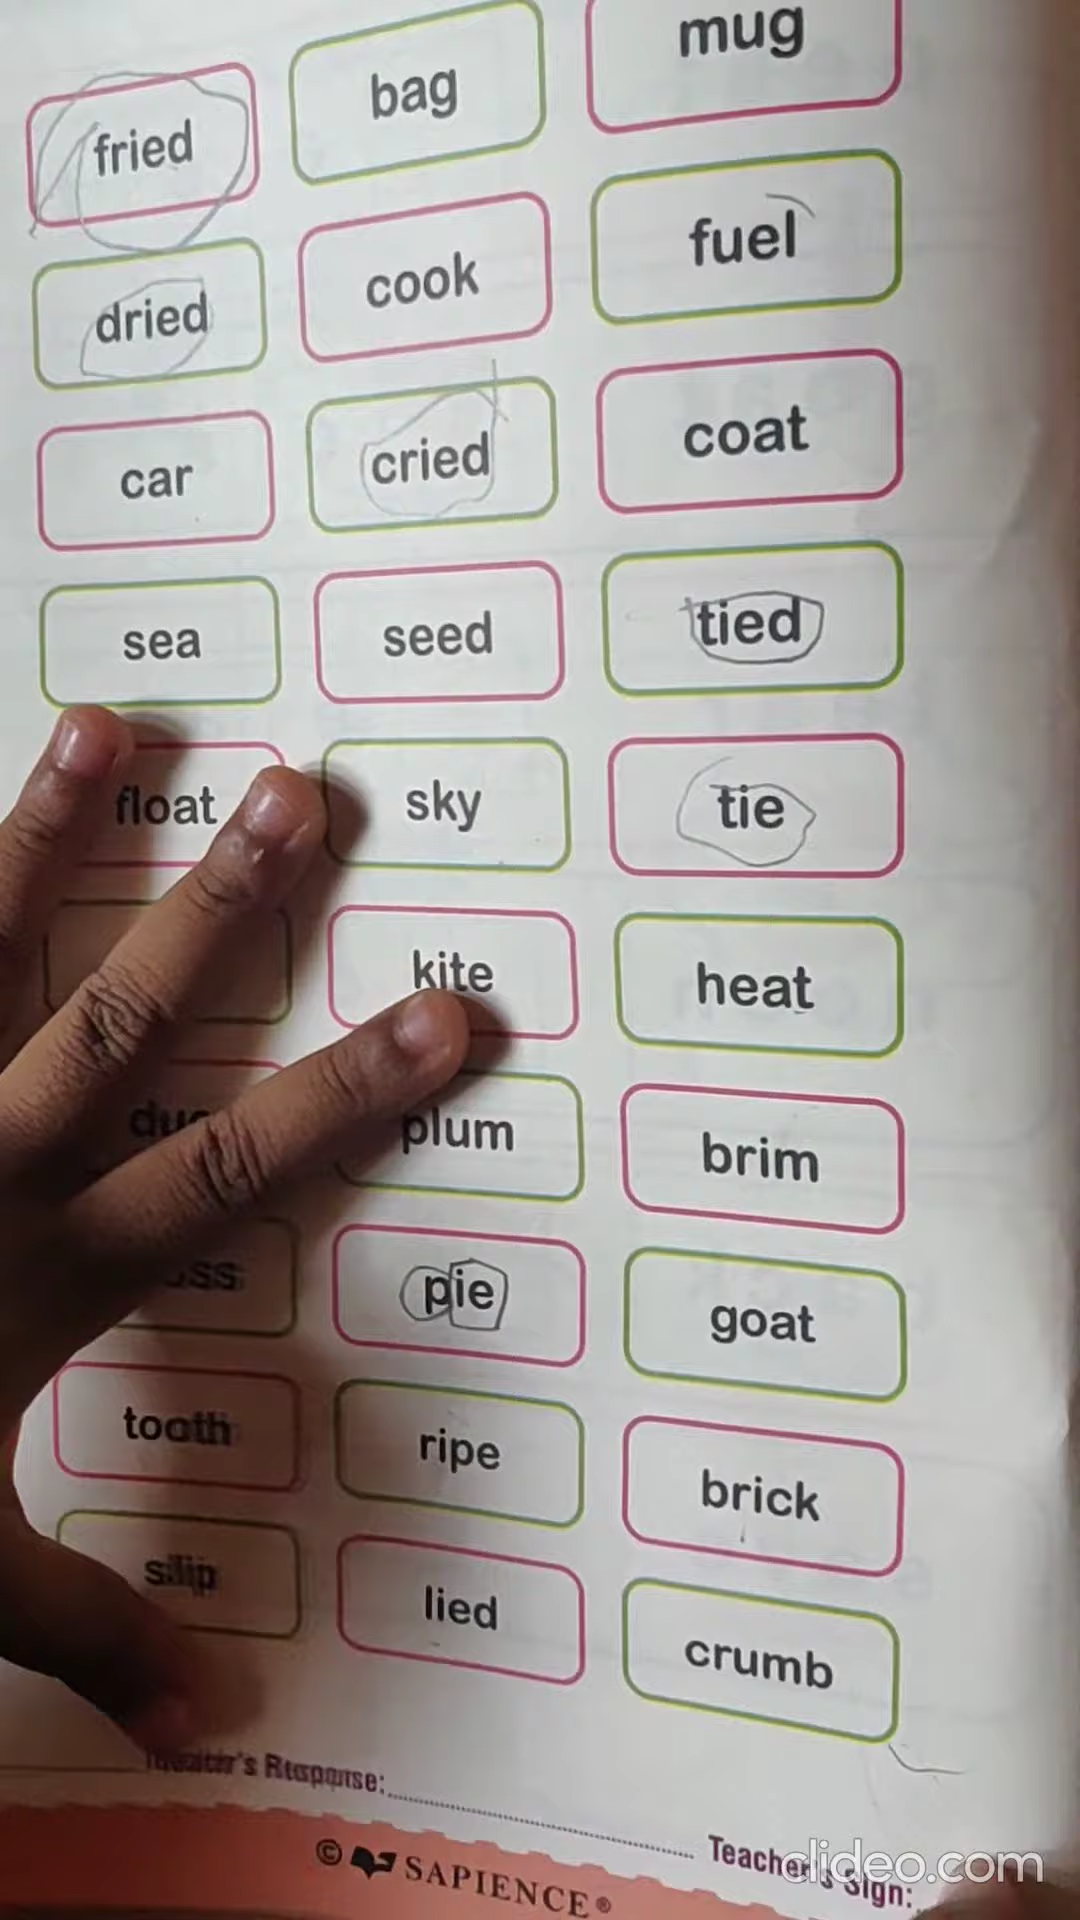 fried bag mug
dried cook fuel
car cried coat
sea seed tied
float sky tie
kite heat
plum brim
pie goat
tooth ripe brick
slip lied crumb
Response:
Teacher's Sign:
© SAPIENCE ®
clideo.com